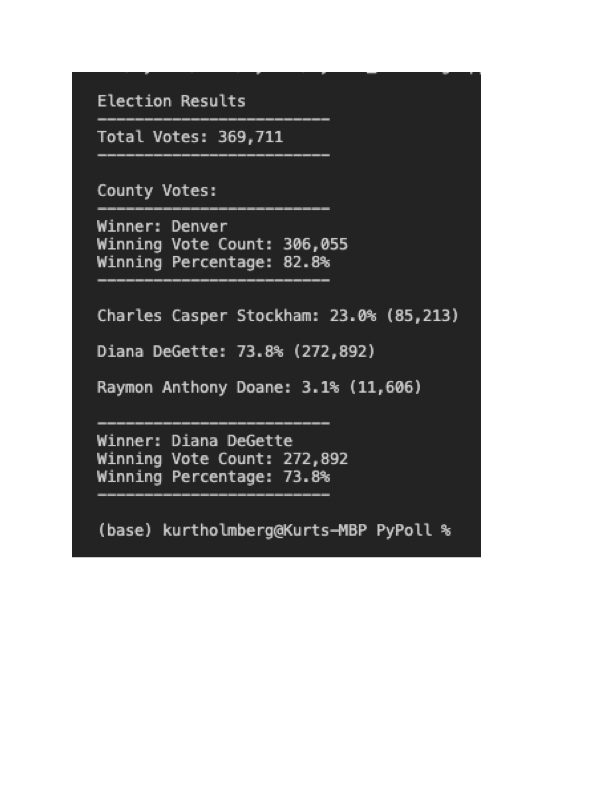 Election Results
-------------------------
Total Votes: 369,711
-------------------------
County Votes:
-------------------------
Winner: Denver
Winning Vote Count: 306,055
Winning Percentage: 82.8%
-------------------------
Charles Casper Stockham: 23.0% (85,213)
Diana DeGette: 73.8% (272,892)
Raymon Anthony Doane: 3.1% (11,606)
-------------------------
Winner: Diana DeGette
Winning Vote Count: 272,892
Winning Percentage: 73.8%
-------------------------
(base) kurtholmberg@Kurts-MBP PyPoll %